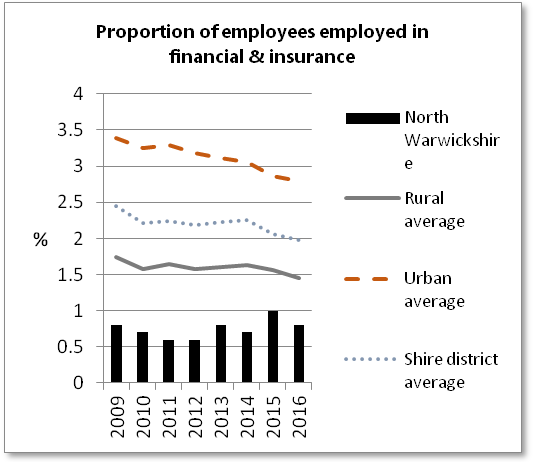 Proportion of employees employed in
financial & insurance
4
3.5
3
2.5
2
1.5
1
0.5
0
%
2009
2010
2011
2012
2013
2014
2015
2016
North
Warwickshir
e
Rural
average
Urban
average
Shire district
average